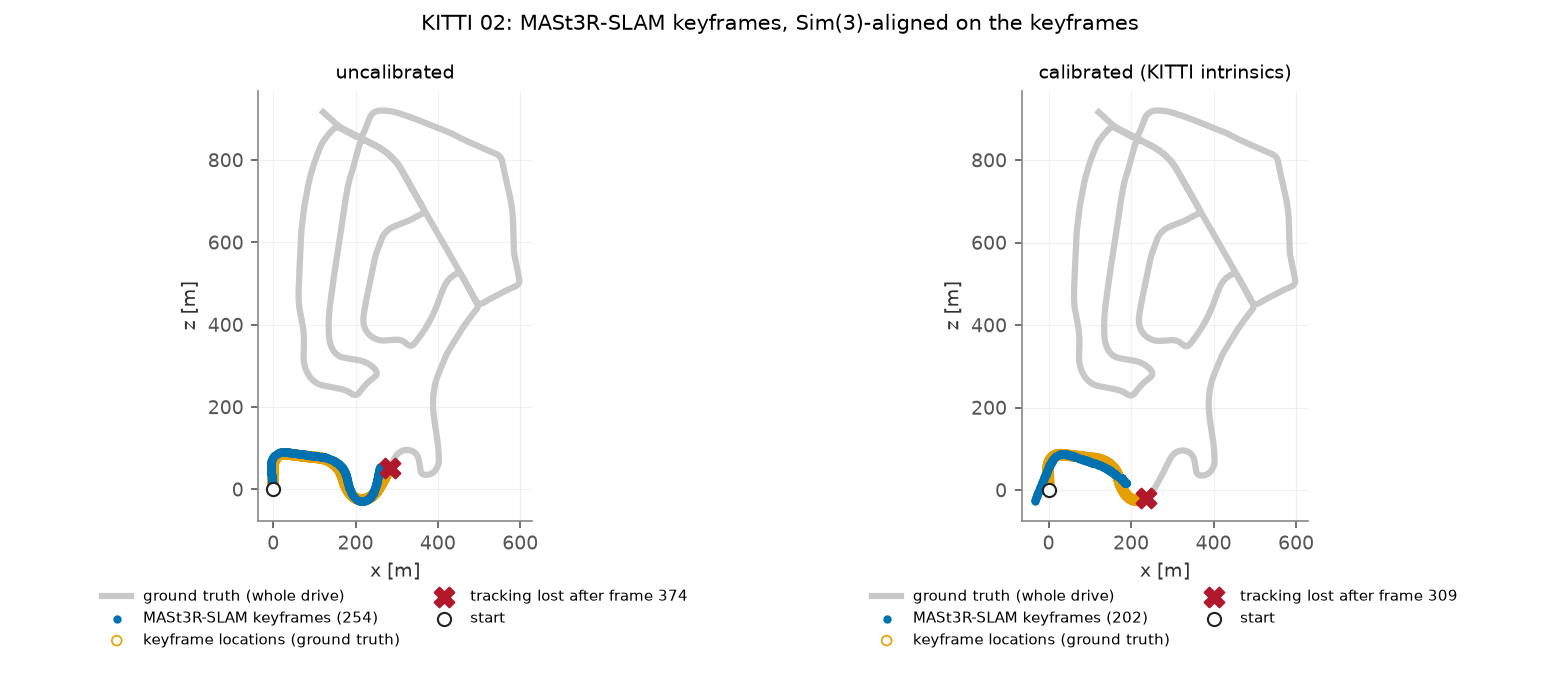 KITTI 02: MASt3R-SLAM keyframes, Sim(3)-aligned on the keyframes
uncalibrated
800
600
400
200
0
z [m]
0 200 400 600
x [m]
ground truth (whole drive)
MASt3R-SLAM keyframes (254)
keyframe locations (ground truth)
tracking lost after frame 374
start
calibrated (KITTI intrinsics)
800
600
400
200
0
z [m]
0 200 400 600
x [m]
ground truth (whole drive)
MASt3R-SLAM keyframes (202)
keyframe locations (ground truth)
tracking lost after frame 309
start